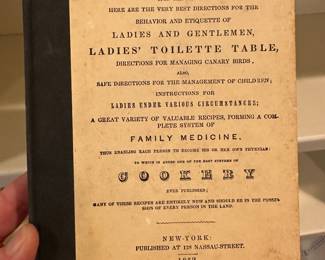 HERE ARE THE VERY BEST DIRECTIONS FOR THE
BEHAVIOR AND ETIQUETTE OF
LADIES AND GENTLEMEN,
LADIES' TOILETTE TABLE,
DIRECTIONS FOR MANAGING CANARY BIRDS,
ALSO,
SAFE DIRECTIONS FOR THE MANAGEMENT OF CHILDREN;
INSTRUCTIONS FOR
LADIES UNDER VARIOUS CIRCUMSTANCES;
A GREAT VARIETY OF VALUABLE RECIPES, FORMING A COM-
PLETE SYSTEM OF
FAMILY MEDICINE,
THUS ENABLING EACH PERSON TO BECOME HIS OR HER OWN PHYSICIAN:
TO WHICH IS ADDED ONE OF THE BEST SYSTEMS OF
COOKERY
EVER PUBLISHED;
MANY OF THESE RECIPES ARE ENTIRELY NEW AND SHOULD BE IN THE POSSES-
SION OF EVERY PERSON IN THE LAND.
NEW-YORK:
PUBLISHED AT 128 NASSAU-STREET.